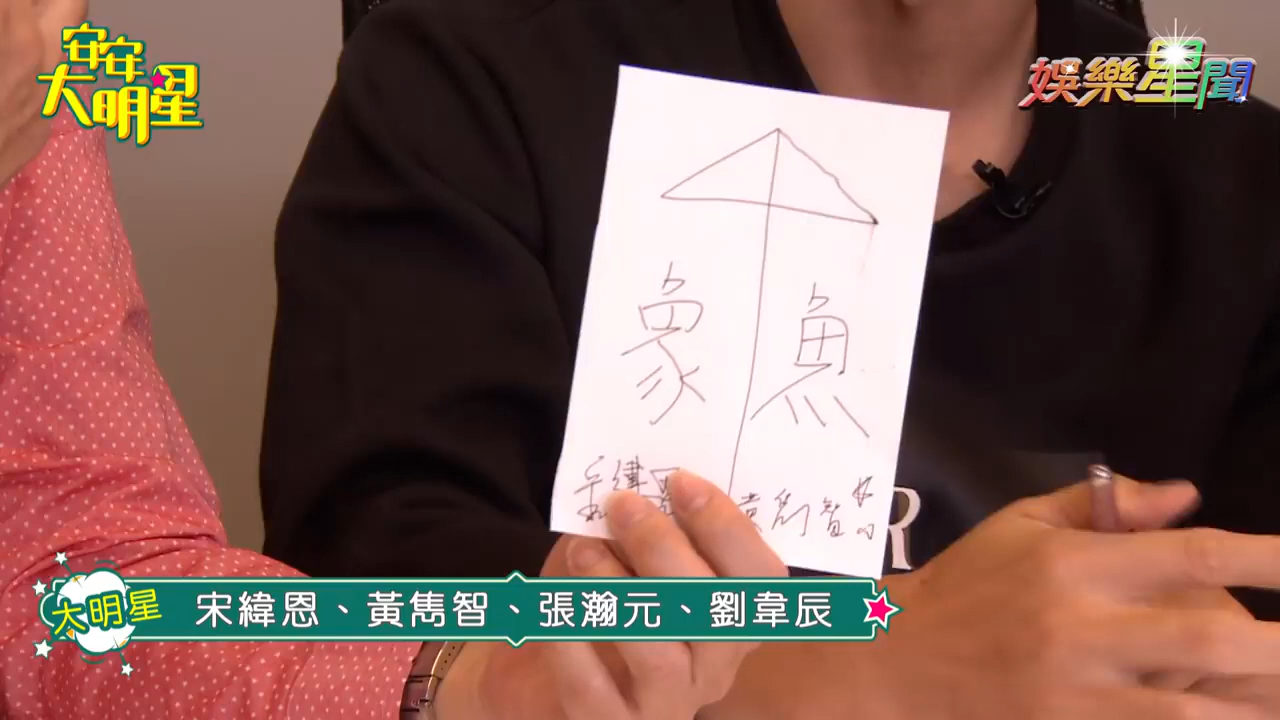 安安
大明星
娛樂星聞
象 魚
大明星 宋緯恩、黃雋智、張瀚元、劉韋辰